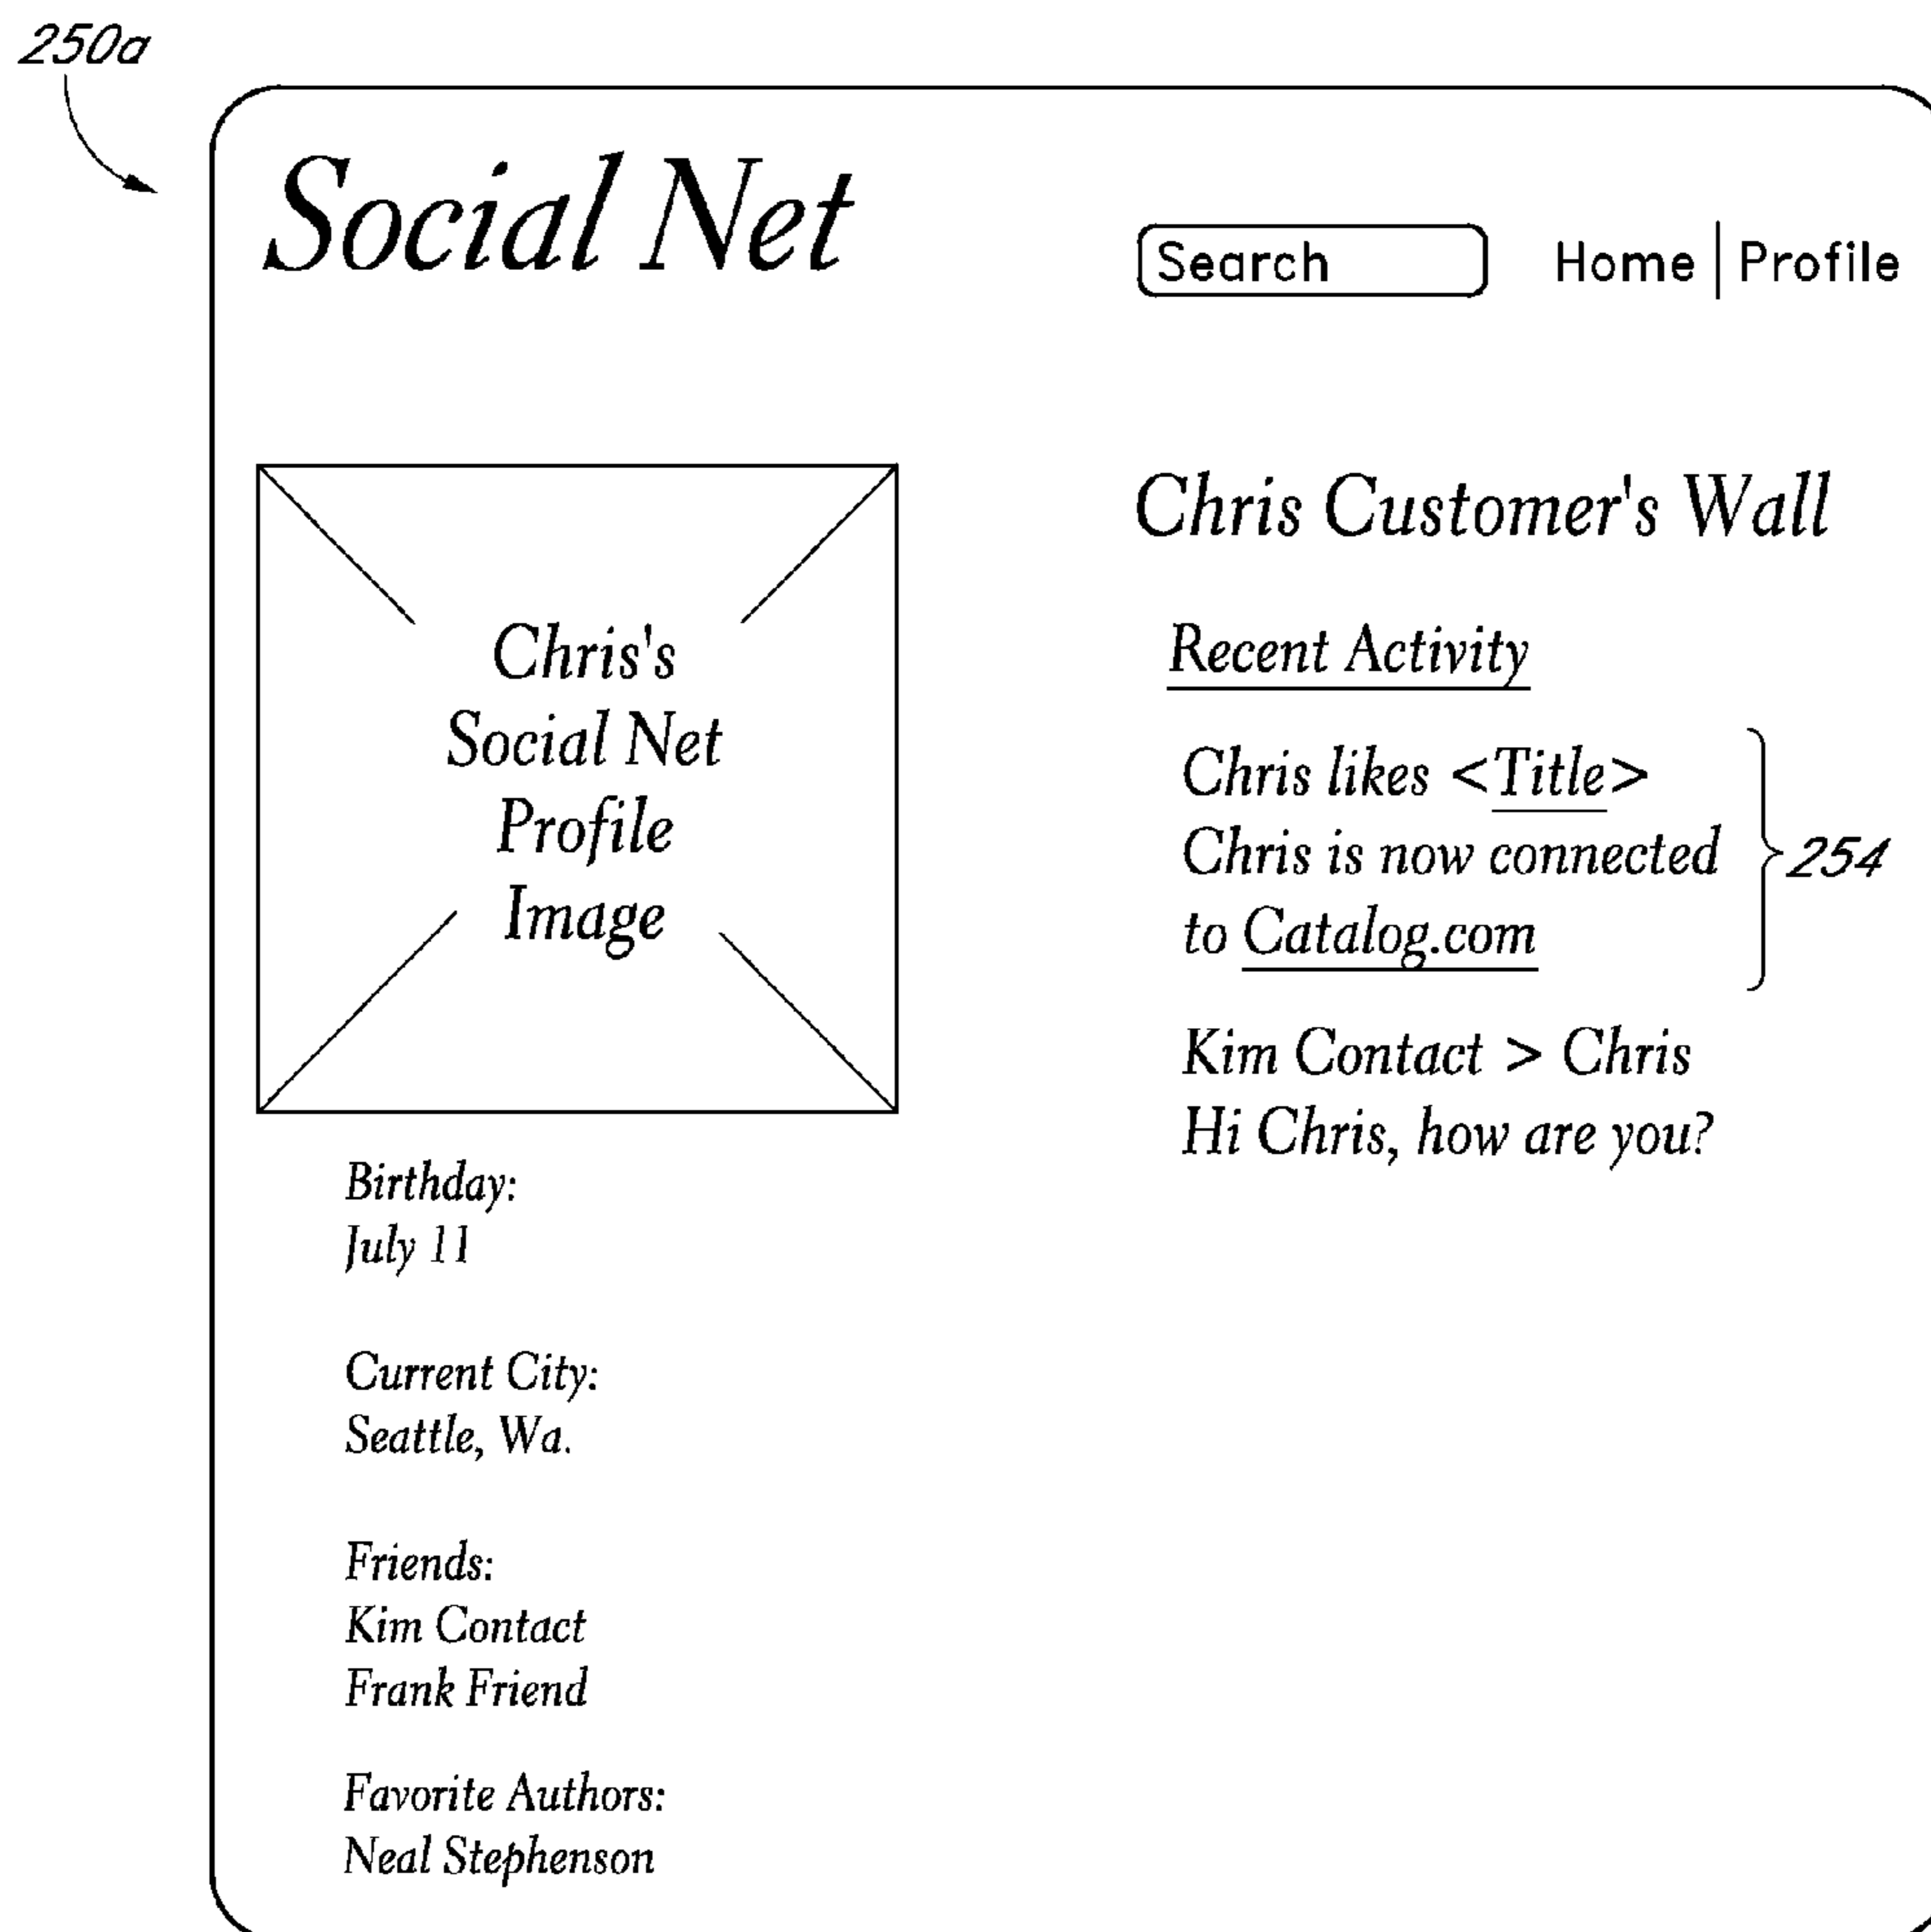 250a
Social Net
Search
Home | Profile
Chris's
Social Net
Profile
Image
Birthday:
July 11
Current City:
Seattle, Wa.
Friends:
Kim Contact
Frank Friend
Favorite Authors:
Neal Stephenson
Chris Customer's Wall
Recent Activity
Chris likes <Title>
Chris is now connected
to Catalog.com
254
Kim Contact > Chris
Hi Chris, how are you?